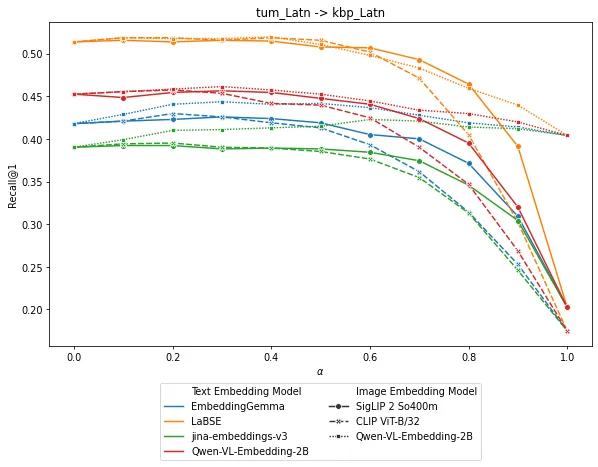 tum_Latn -> kbp_Latn
Recall@1
0.50
0.45
0.40
0.35
0.30
0.25
0.20
0.0 0.2 0.4 0.6 0.8 1.0
α
Text Embedding Model Image Embedding Model
EmbeddingGemma SigLIP 2 So400m
LaBSE CLIP ViT-B/32
jina-embeddings-v3 Qwen-VL-Embedding-2B
Qwen-VL-Embedding-2B